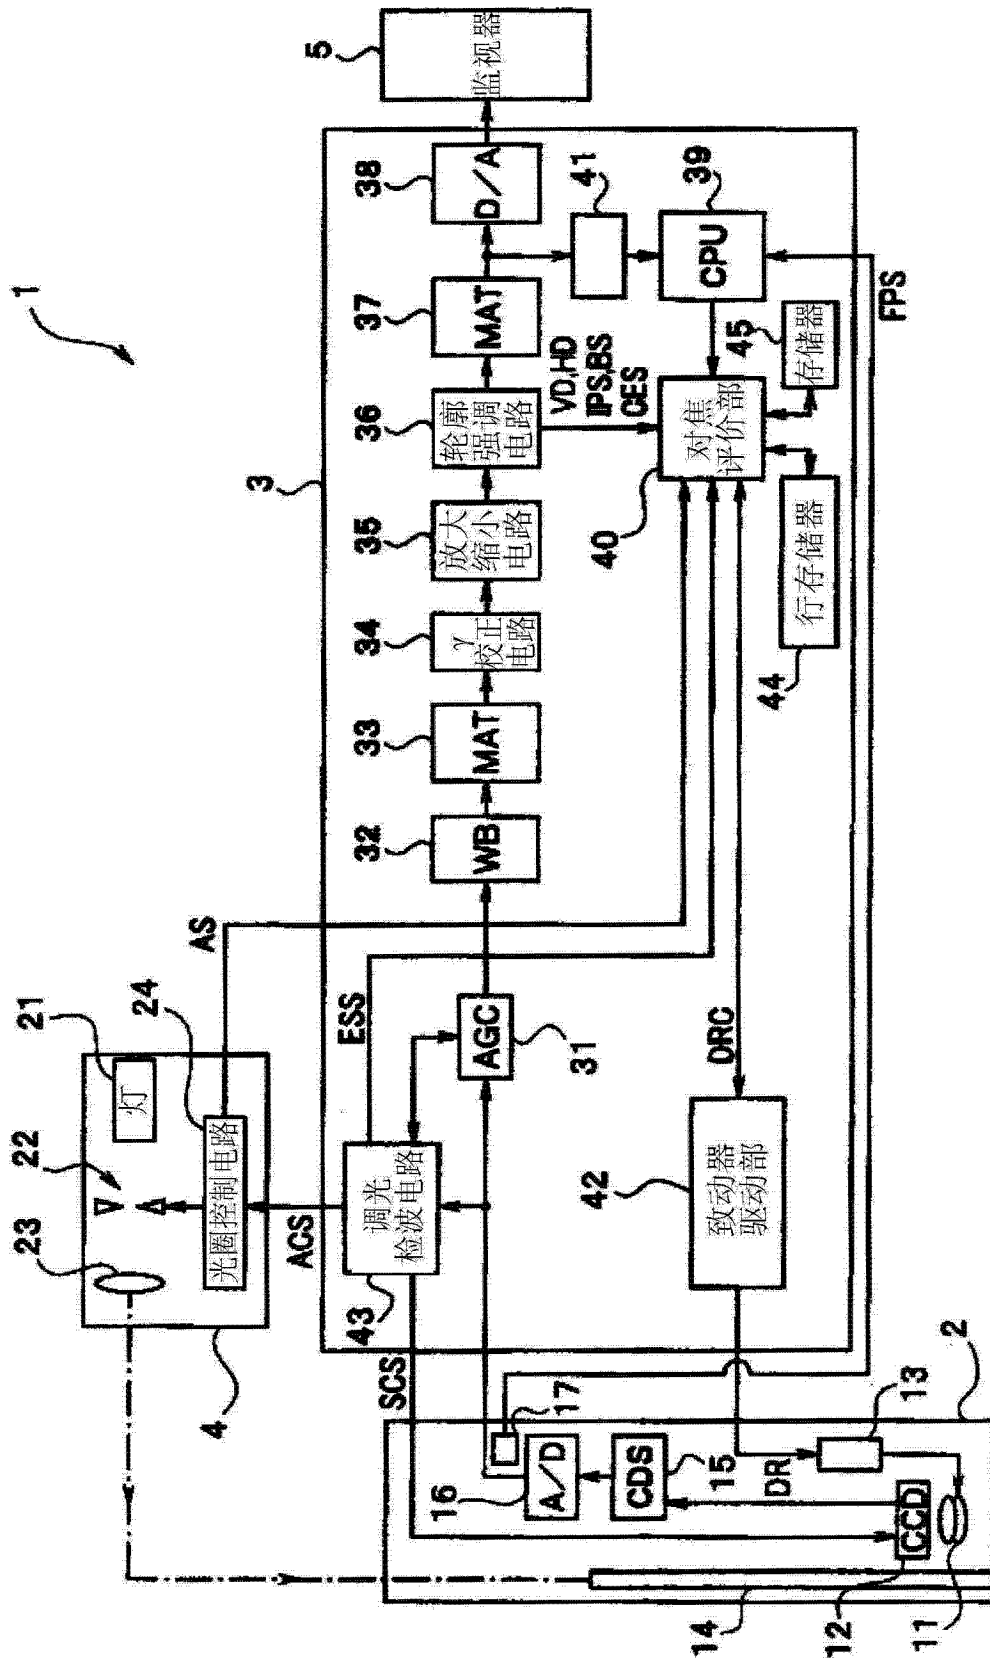 1
5
监视器
3
38
D/A
37
MAT
36
轮廓
强调
电路
35
放大
缩小
电路
34
γ
校正
电路
33
MAT
32
WB
31
AGC
41
39
CPU
VD,HD
IPS,BS
CES
40
对焦
评价部
45
存储器
44
行存储器
FPS
AS
ESS
DRC
21
灯
24
光圈控制电路
22
23
4
ACS
43
调光
检波电路
SCS
42
致动器
驱动部
2
17
16
A/D
15
CDS
DR
13
12
CCD
11
14